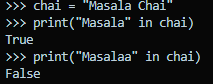 >>> chai = "Masala Chai"
>>> print("Masala" in chai)
True
>>> print("Masalaa" in chai)
False